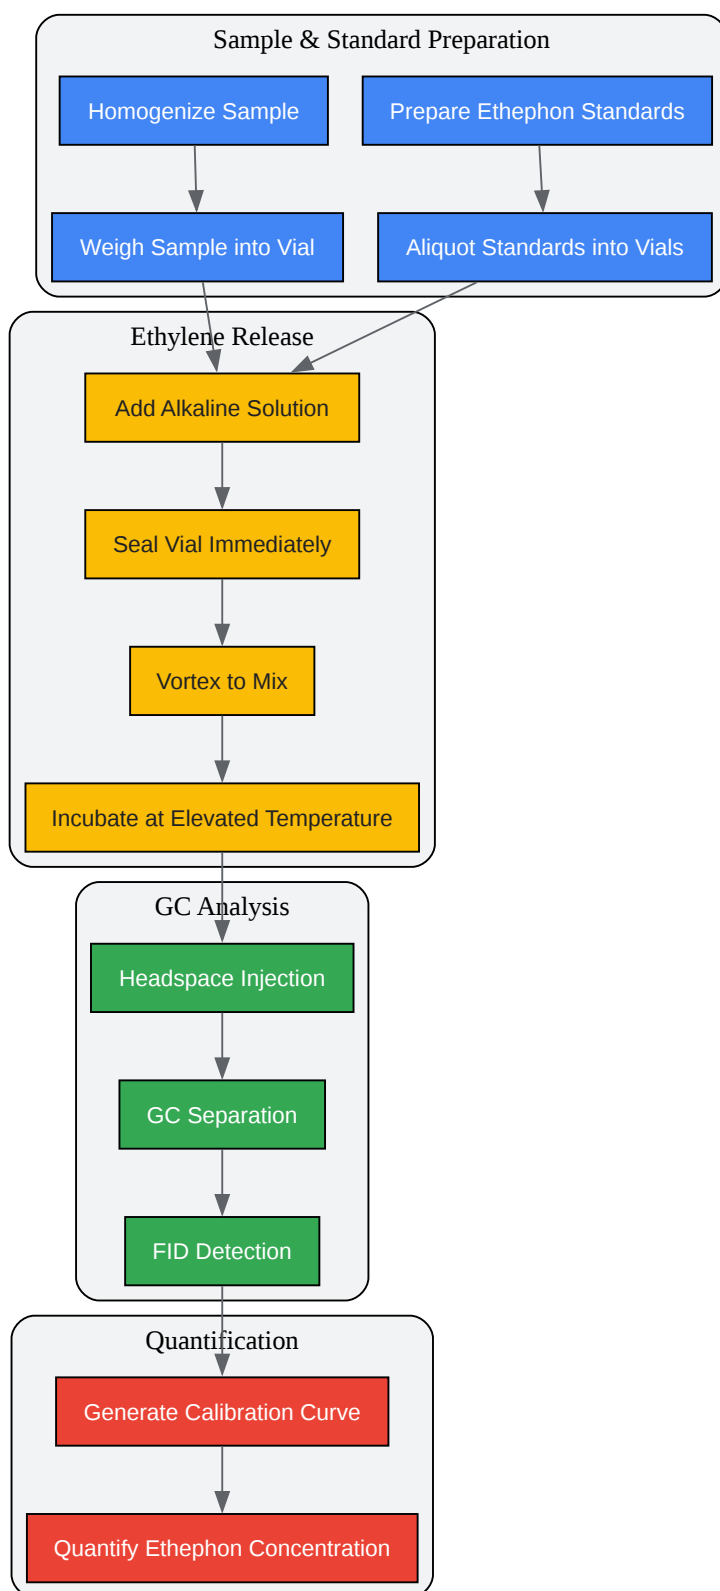 Sample & Standard Preparation
Homogenize Sample
Prepare Ethephon Standards
Weigh Sample into Vial
Aliquot Standards into Vials
Ethylene Release
Add Alkaline Solution
Seal Vial Immediately
Vortex to Mix
Incubate at Elevated Temperature
GC Analysis
Headspace Injection
GC Separation
FID Detection
Quantification
Generate Calibration Curve
Quantify Ethephon Concentration